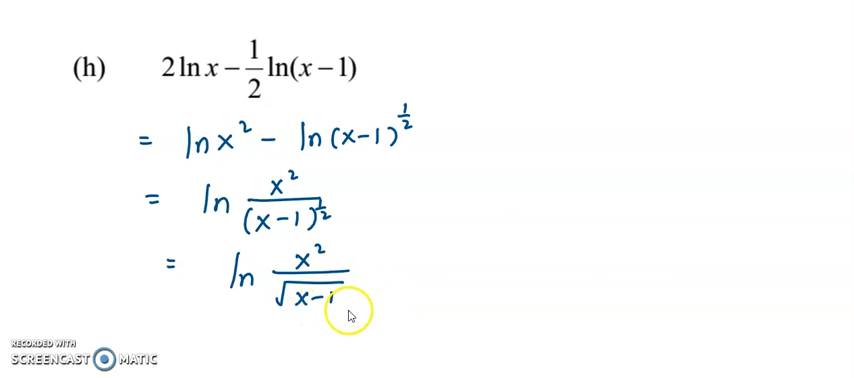 (h) 2 ln x − 1/2 ln(x − 1)
= ln x² − ln (x−1)^1/2
= ln x²/(x−1)^1/2
= ln x²/√x−1
RECORDED WITH
SCREENCAST MATIC